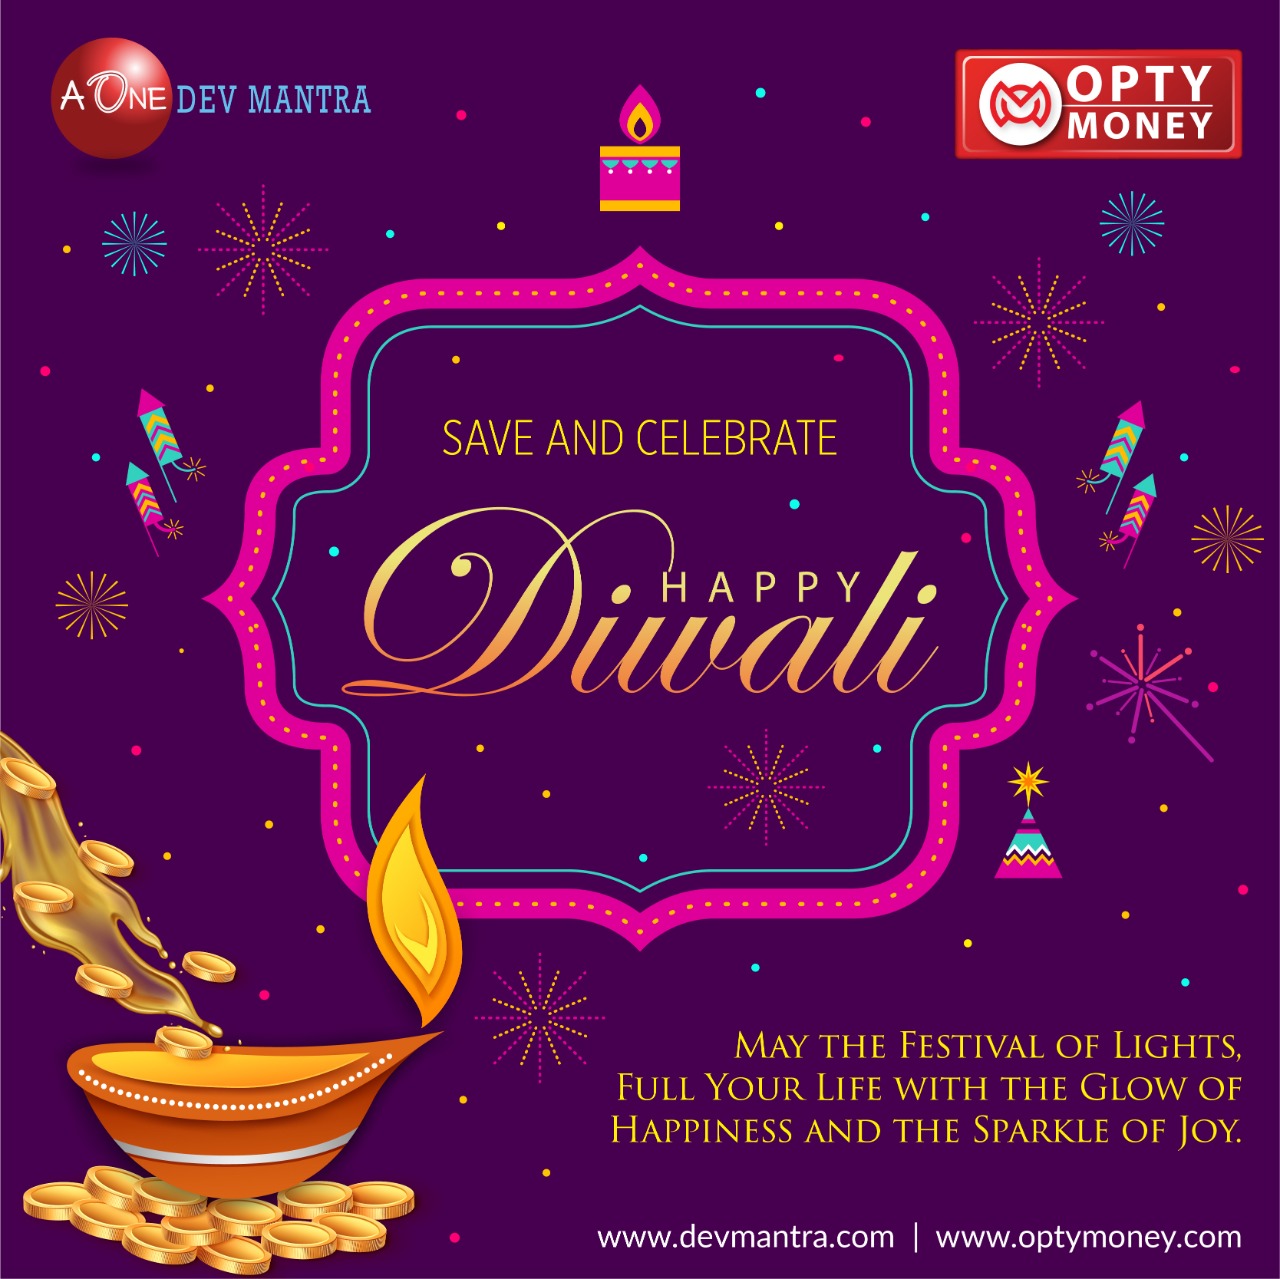 A One DEV MANTRA
OPTY
MONEY
SAVE AND CELEBRATE
HAPPY
Diwali
May the Festival of Lights,
Full Your Life with the Glow of
Happiness and the Sparkle of Joy.
www.devmantra.com | www.optymoney.com